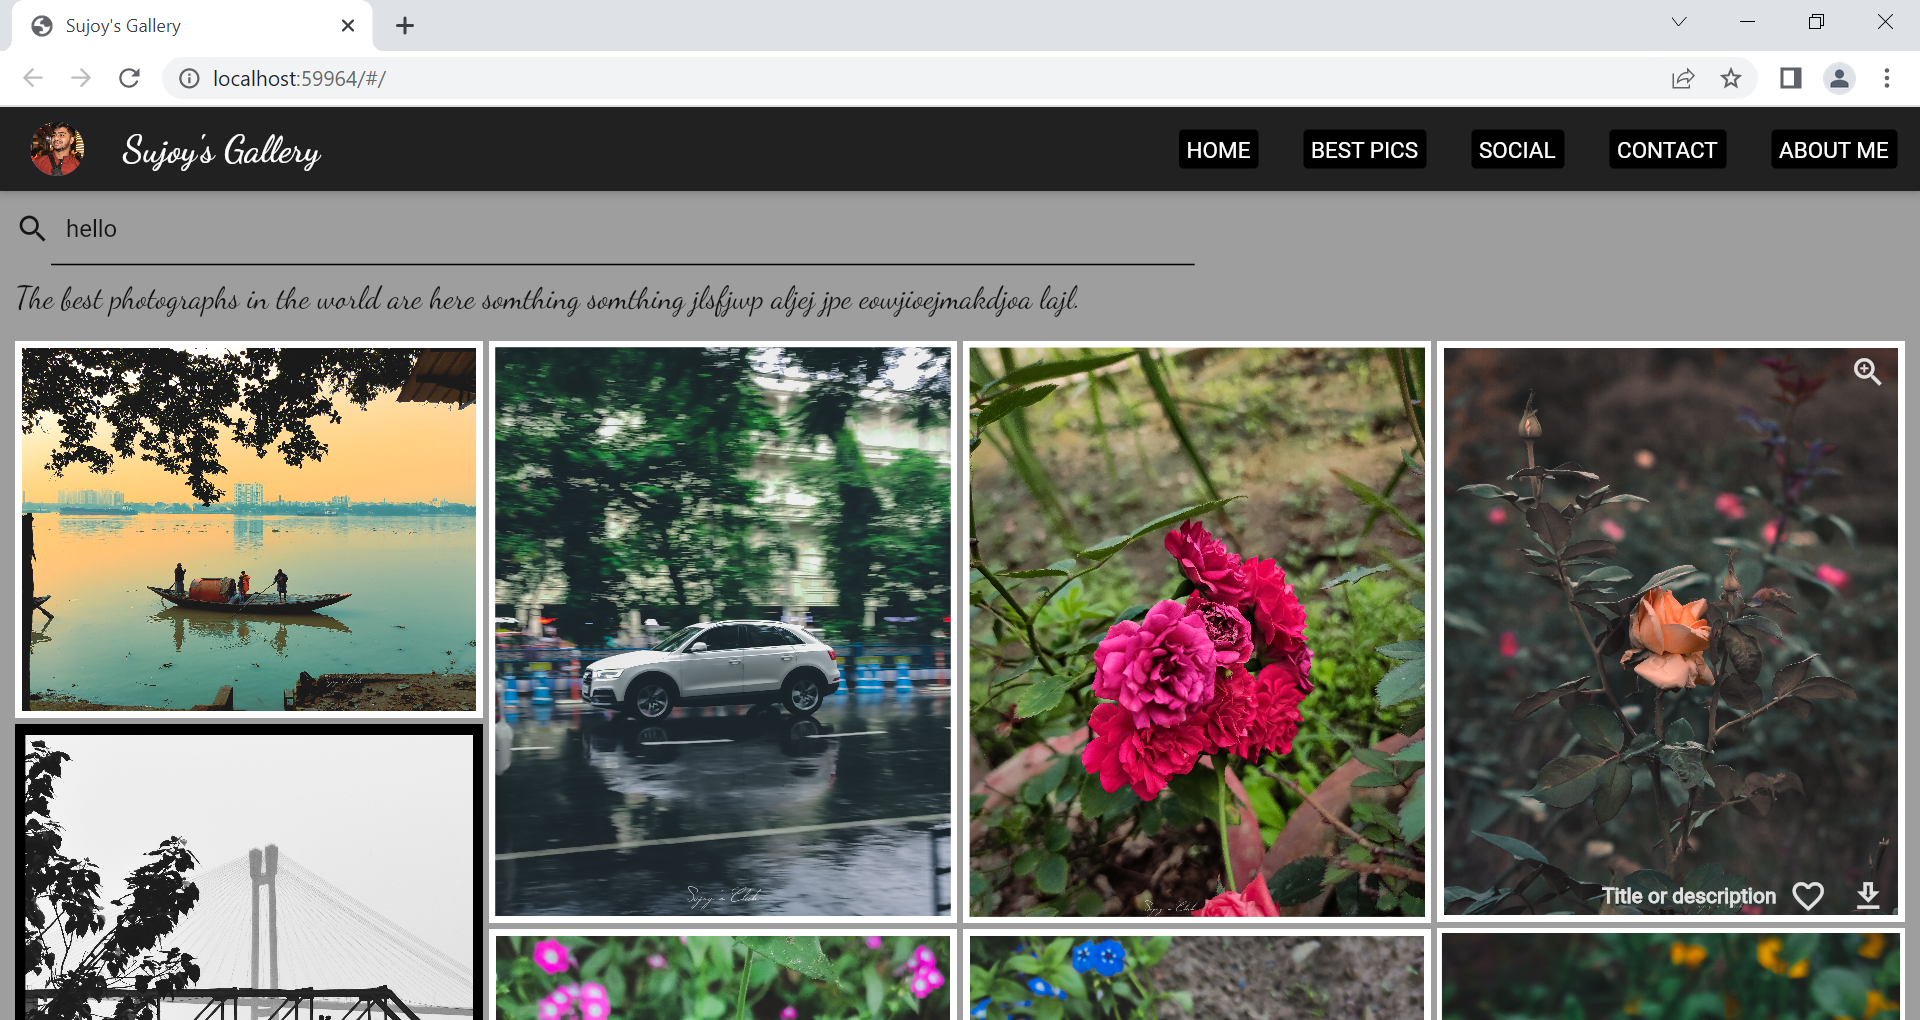 Sujoy's Gallery
localhost:59964/#/
Sujoy's Gallery
HOME BEST PICS SOCIAL CONTACT ABOUT ME
hello
The best photographs in the world are here somthing somthing jlsfjwp aljej jpe eowjioejmakdjoa lajl.
Title or description